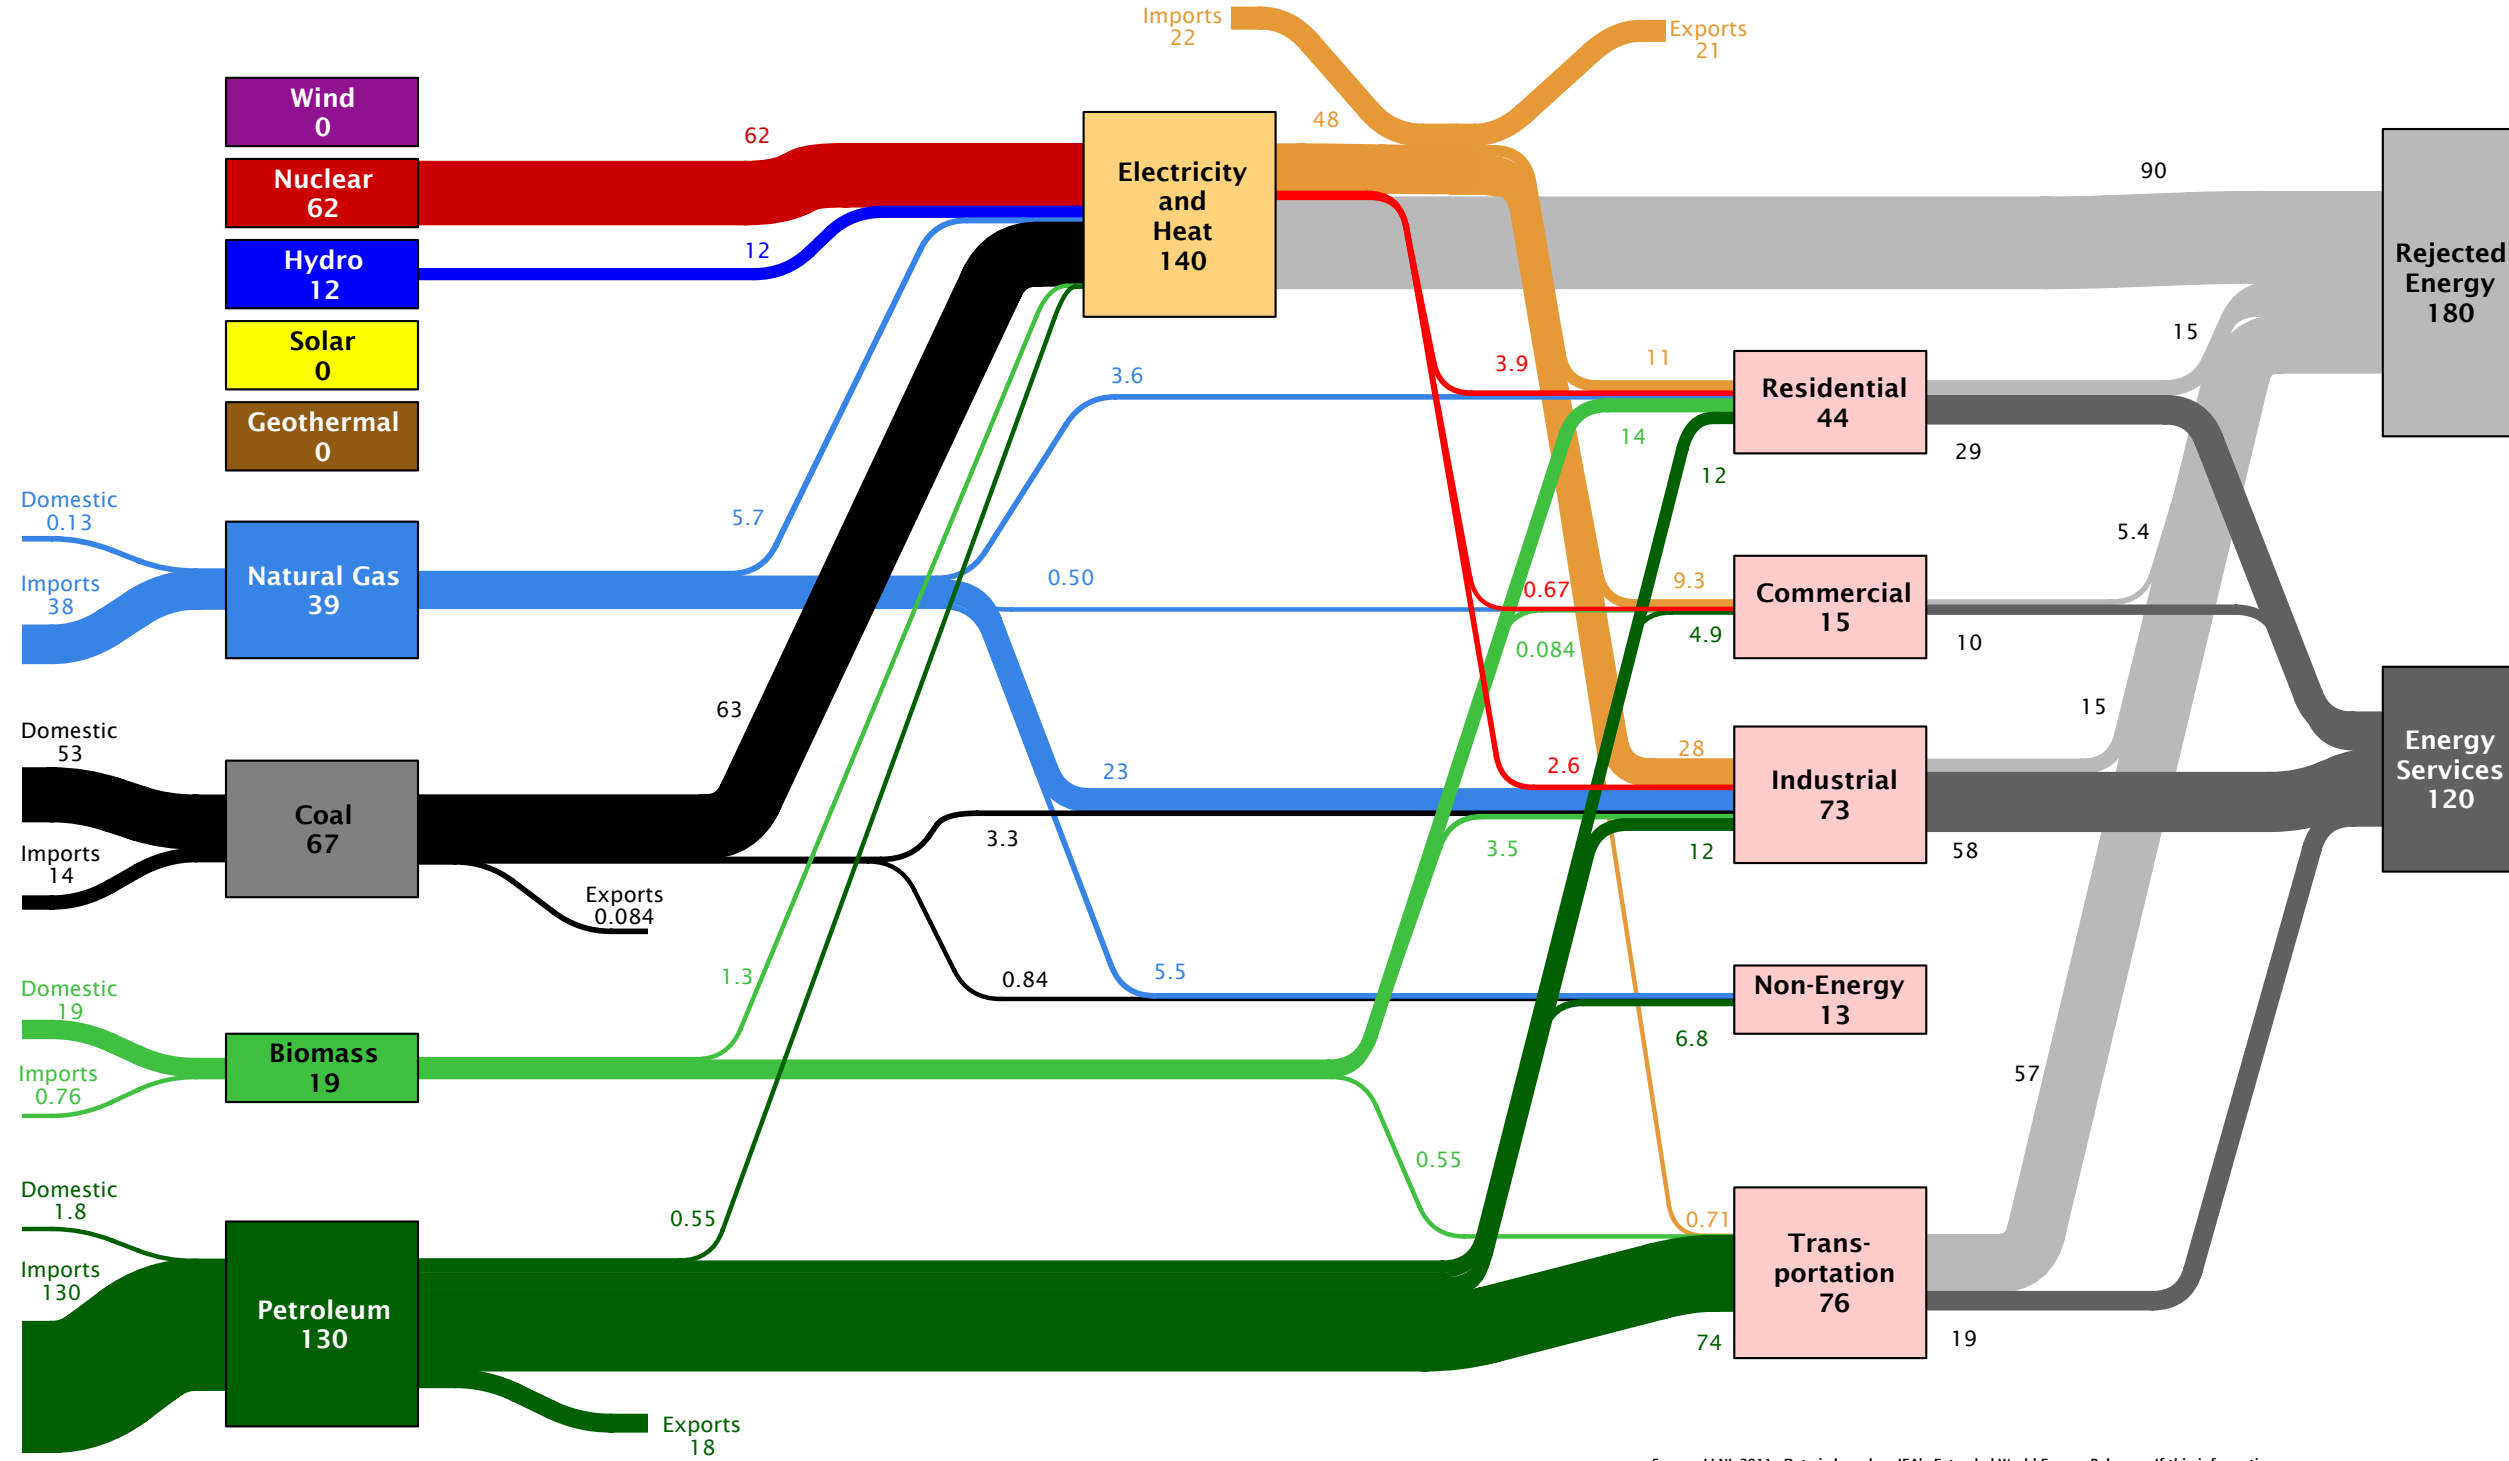 Imports
22
Exports
21
Wind
0
62
48
Electricity
and
Heat
140
90
Nuclear
62
Rejected
Energy
180
12
Hydro
12
Solar
0
15
3.9
11
3.6
Residential
44
Geothermal
0
14
29
12
Domestic
0.13
5.7
5.4
Imports
38
Natural Gas
39
0.50
0.67
9.3
Commercial
15
4.9
0.084
10
Domestic
53
63
15
28
2.6
23
Industrial
73
Energy
Services
120
Coal
67
3.3
3.5
12
58
Imports
14
Exports
0.084
1.3
0.84
5.5
Non-Energy
13
Domestic
19
6.8
Biomass
19
Imports
0.76
57
0.55
Domestic
1.8
0.55
0.71
Imports
130
Trans-
portation
76
Petroleum
130
74
19
Exports
18